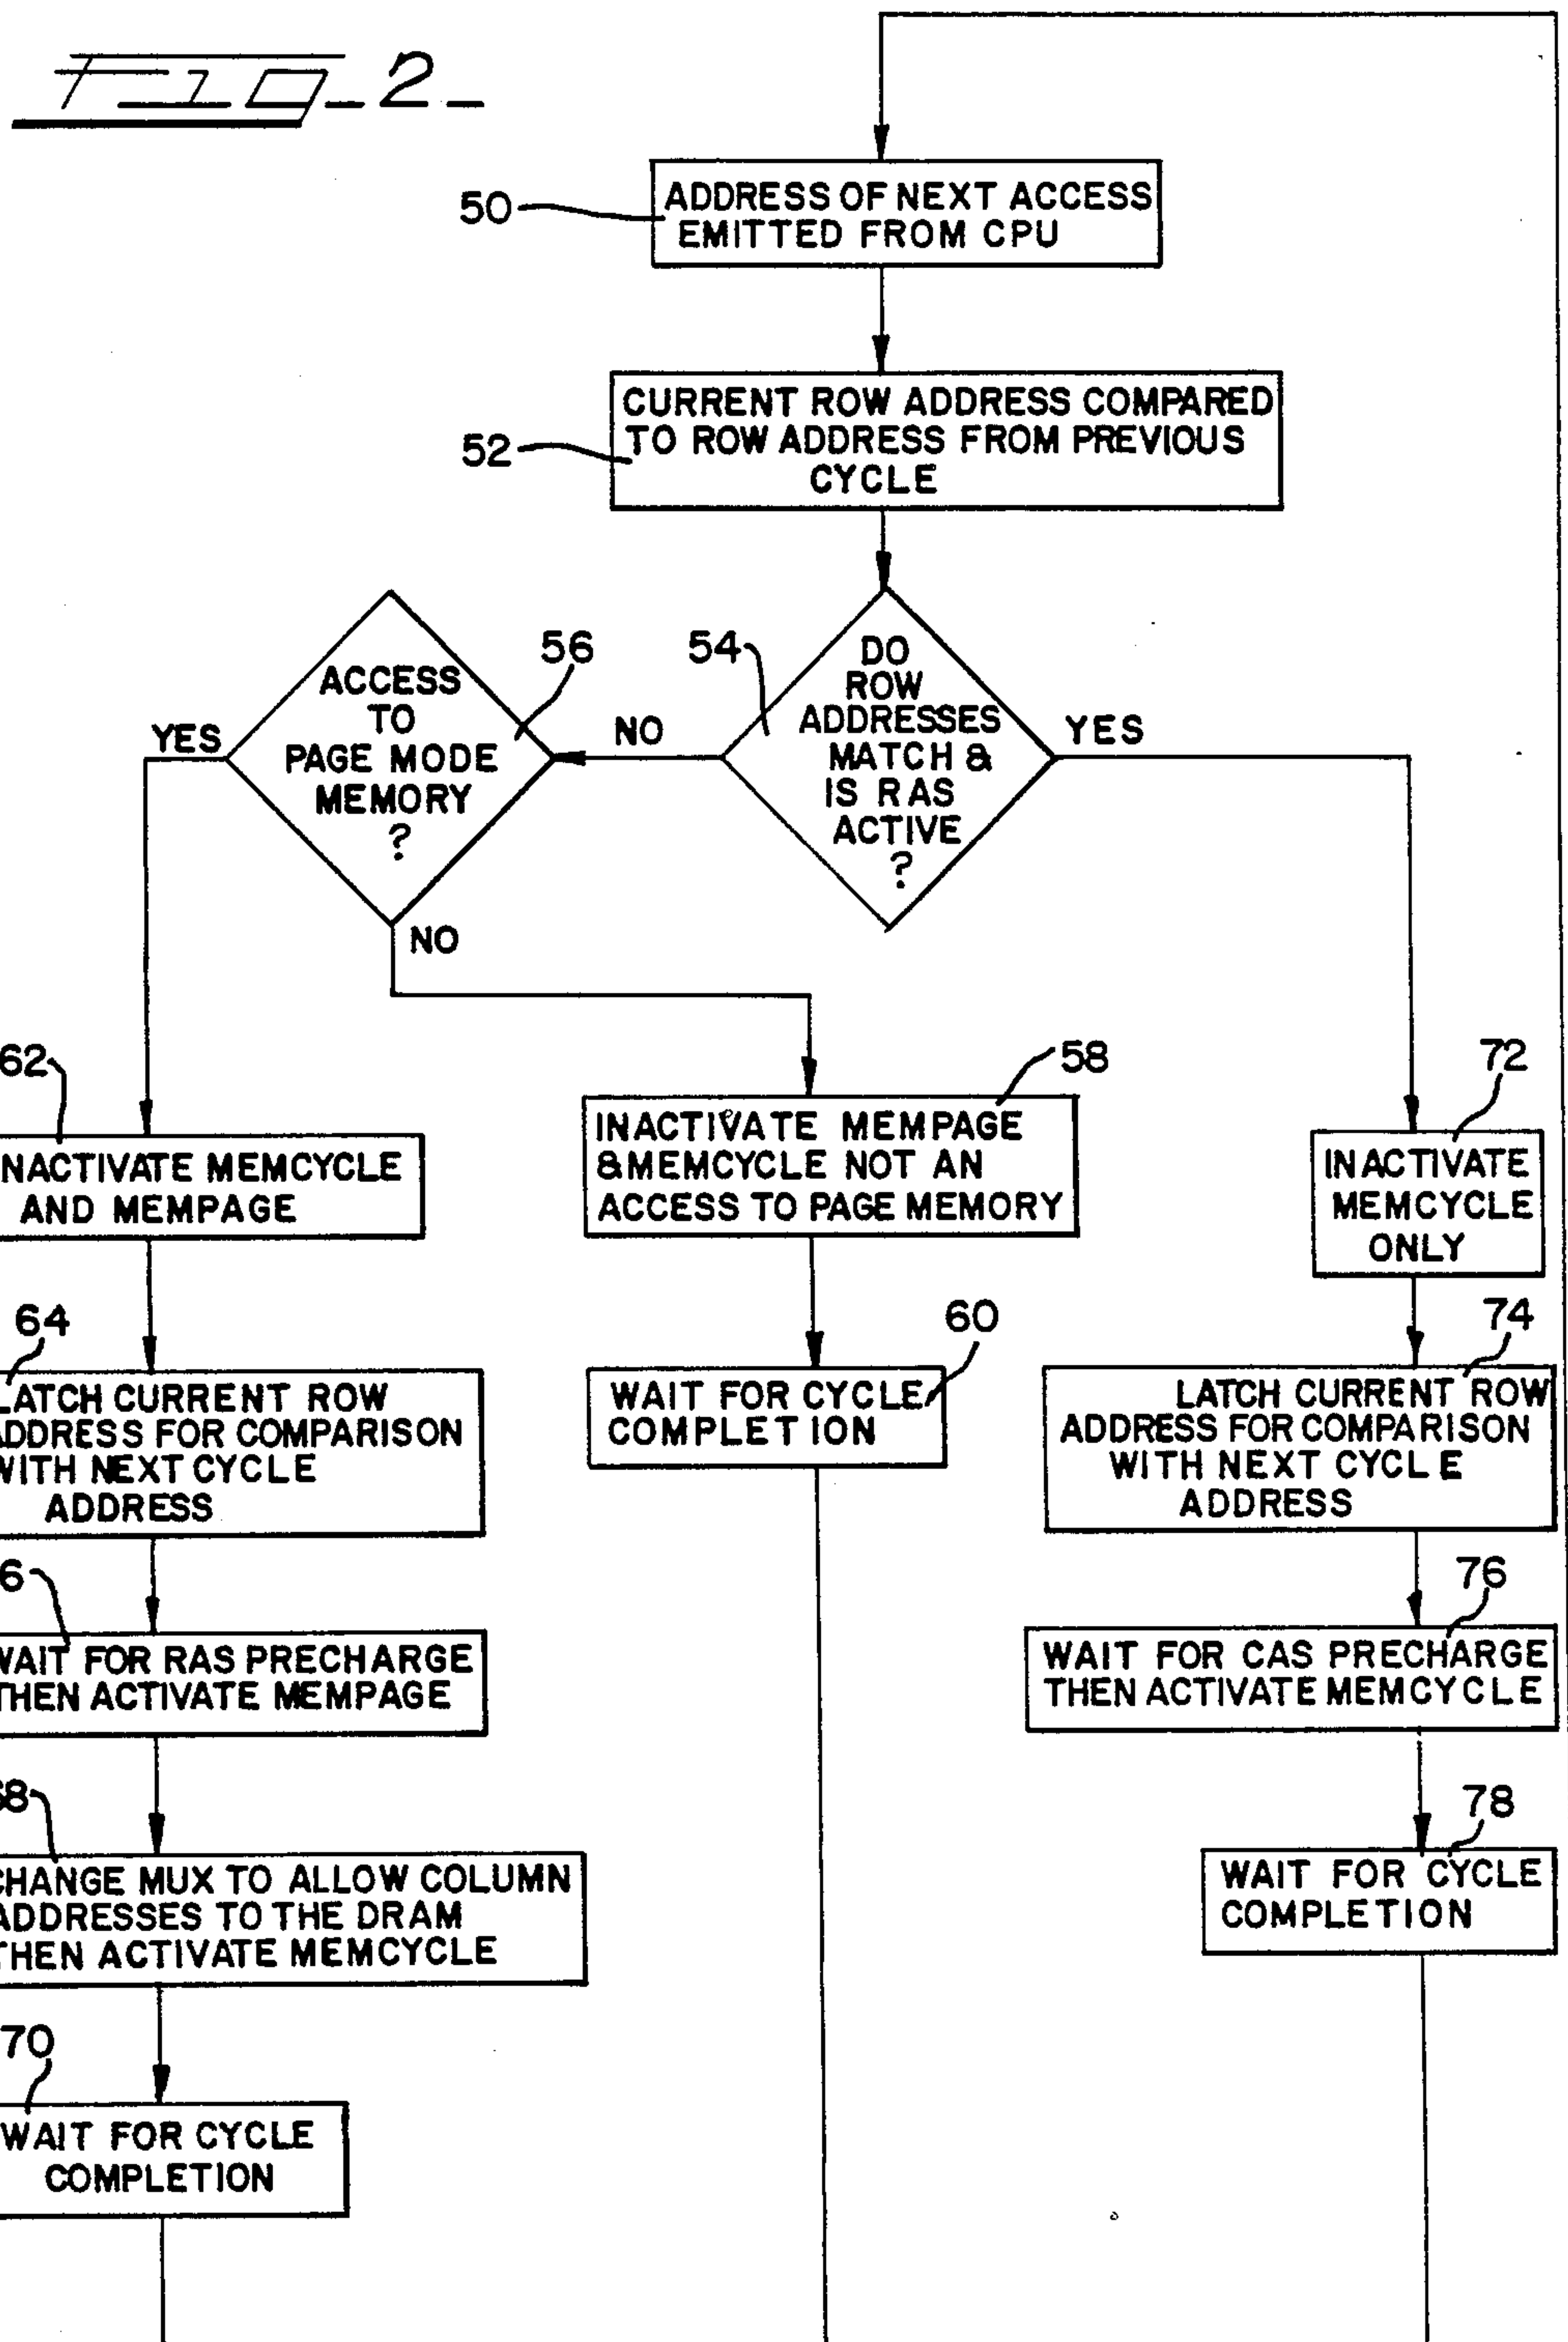 Fig_2_
50
ADDRESS OF NEXT ACCESS
EMITTED FROM CPU
52
CURRENT ROW ADDRESS COMPARED
TO ROW ADDRESS FROM PREVIOUS
CYCLE
56
ACCESS
TO
PAGE MODE
MEMORY
?
54
DO
ROW
ADDRESSES
MATCH &
IS RAS
ACTIVE
?
YES
NO
YES
NO
62
NACTIVATE MEMCYCLE
AND MEMPAGE
58
INACTIVATE MEMPAGE
&MEMCYCLE NOT AN
ACCESS TO PAGE MEMORY
72
INACTIVATE
MEMCYCLE
ONLY
64
LATCH CURRENT ROW
ADDRESS FOR COMPARISON
WITH NEXT CYCLE
ADDRESS
60
WAIT FOR CYCLE
COMPLETION
74
LATCH CURRENT ROW
ADDRESS FOR COMPARISON
WITH NEXT CYCLE
ADDRESS
6
WAIT FOR RAS PRECHARGE
THEN ACTIVATE MEMPAGE
76
WAIT FOR CAS PRECHARGE
THEN ACTIVATE MEMCYCLE
68
CHANGE MUX TO ALLOW COLUMN
ADDRESSES TO THE DRAM
THEN ACTIVATE MEMCYCLE
78
WAIT FOR CYCLE
COMPLETION
70
WAIT FOR CYCLE
COMPLETION